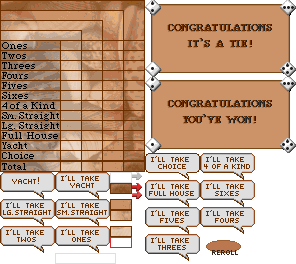 CONGRATULATIONS
IT'S A TIE!
Ones
Twos
Threes
Fours
Fives
Sixes
4 of a Kind
Sm. Straight
Lg. Straight
Full House
Yacht
Choice
Total
CONGRATULATIONS
YOU'VE WON!
YACHT!
I'LL TAKE
YACHT
I'LL TAKE
CHOICE
I'LL TAKE
4 OF A KIND
I'LL TAKE
FULL HOUSE
I'LL TAKE
SIXES
I'LL TAKE
LG.STRAIGHT
I'LL TAKE
SM.STRAIGHT
I'LL TAKE
FIVES
I'LL TAKE
FOURS
I'LL TAKE
TWOS
I'LL TAKE
ONES
I'LL TAKE
THREES
REROLL